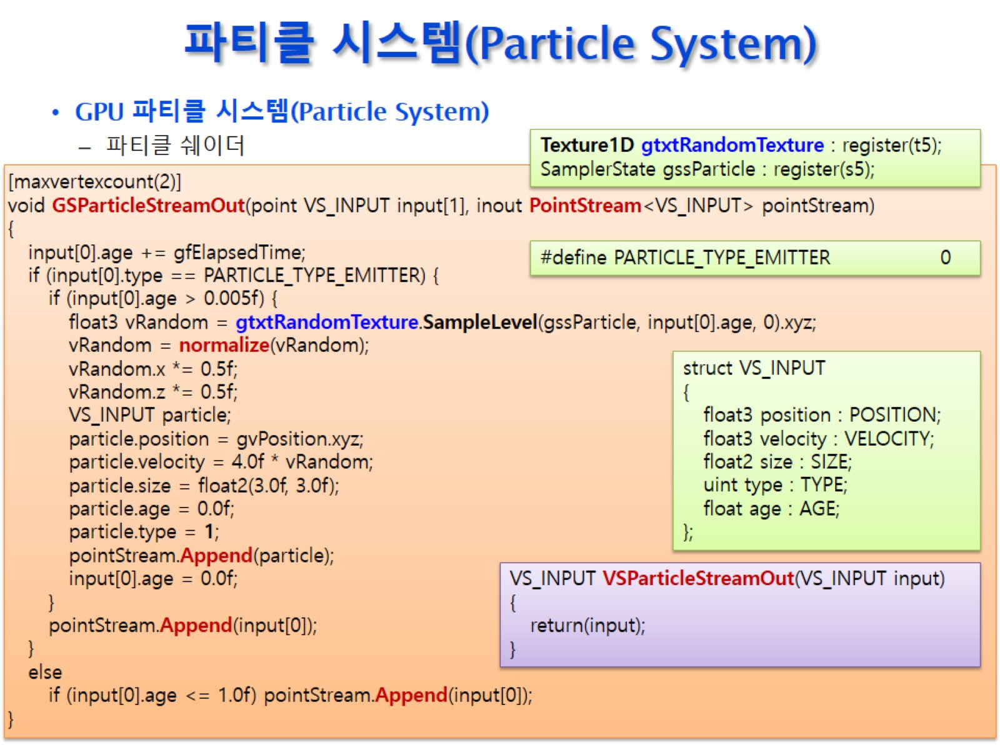 파티클 시스템(Particle System)
• GPU 파티클 시스템(Particle System)
– 파티클 쉐이더
Texture1D gtxtRandomTexture : register(t5);
SamplerState gssParticle : register(s5);
[maxvertexcount(2)]
void GSParticleStreamOut(point VS_INPUT input[1], inout PointStream<VS_INPUT> pointStream)
{
input[0].age += gfElapsedTime;
if (input[0].type == PARTICLE_TYPE_EMITTER) {
if (input[0].age > 0.005f) {
float3 vRandom = gtxtRandomTexture.SampleLevel(gssParticle, input[0].age, 0).xyz;
vRandom = normalize(vRandom);
vRandom.x *= 0.5f;
vRandom.z *= 0.5f;
VS_INPUT particle;
particle.position = gvPosition.xyz;
particle.velocity = 4.0f * vRandom;
particle.size = float2(3.0f, 3.0f);
particle.age = 0.0f;
particle.type = 1;
pointStream.Append(particle);
input[0].age = 0.0f;
}
pointStream.Append(input[0]);
}
else
if (input[0].age <= 1.0f) pointStream.Append(input[0]);
}
#define PARTICLE_TYPE_EMITTER 0
struct VS_INPUT
{
float3 position : POSITION;
float3 velocity : VELOCITY;
float2 size : SIZE;
uint type : TYPE;
float age : AGE;
};
VS_INPUT VSParticleStreamOut(VS_INPUT input)
{
return(input);
}